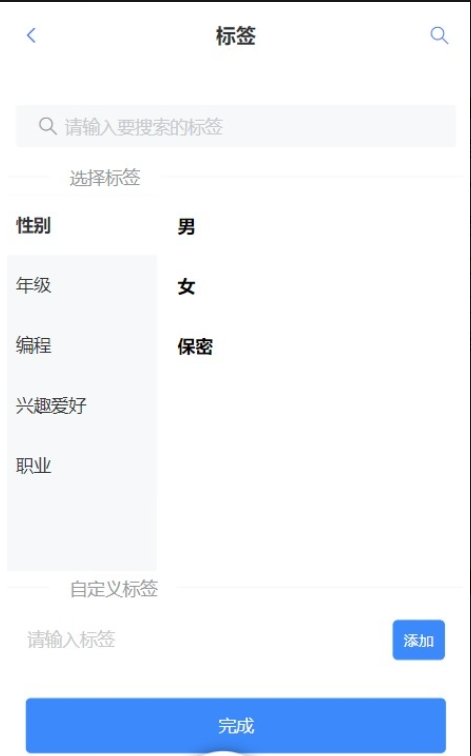 标签
请输入要搜索的标签
选择标签
性别
男
年级
女
编程
保密
兴趣爱好
职业
自定义标签
请输入标签
添加
完成